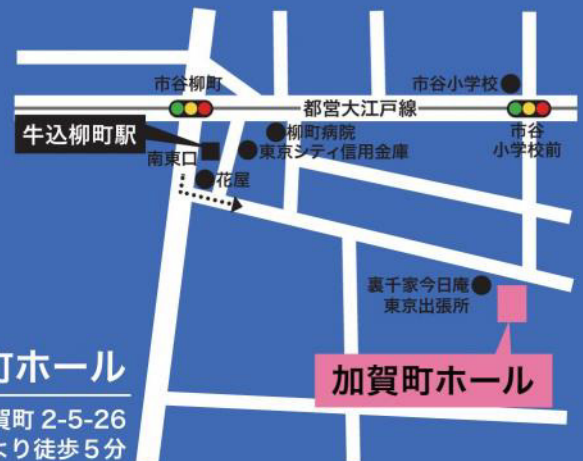 市谷柳町
市谷小学校
都営大江戸線
牛込柳町駅
南東口
柳町病院
東京シティ信用金庫
市谷
小学校前
花屋
裏千家今日庵
東京出張所
加賀町ホール
町ホール
賀町 2-5-26
より徒歩5分